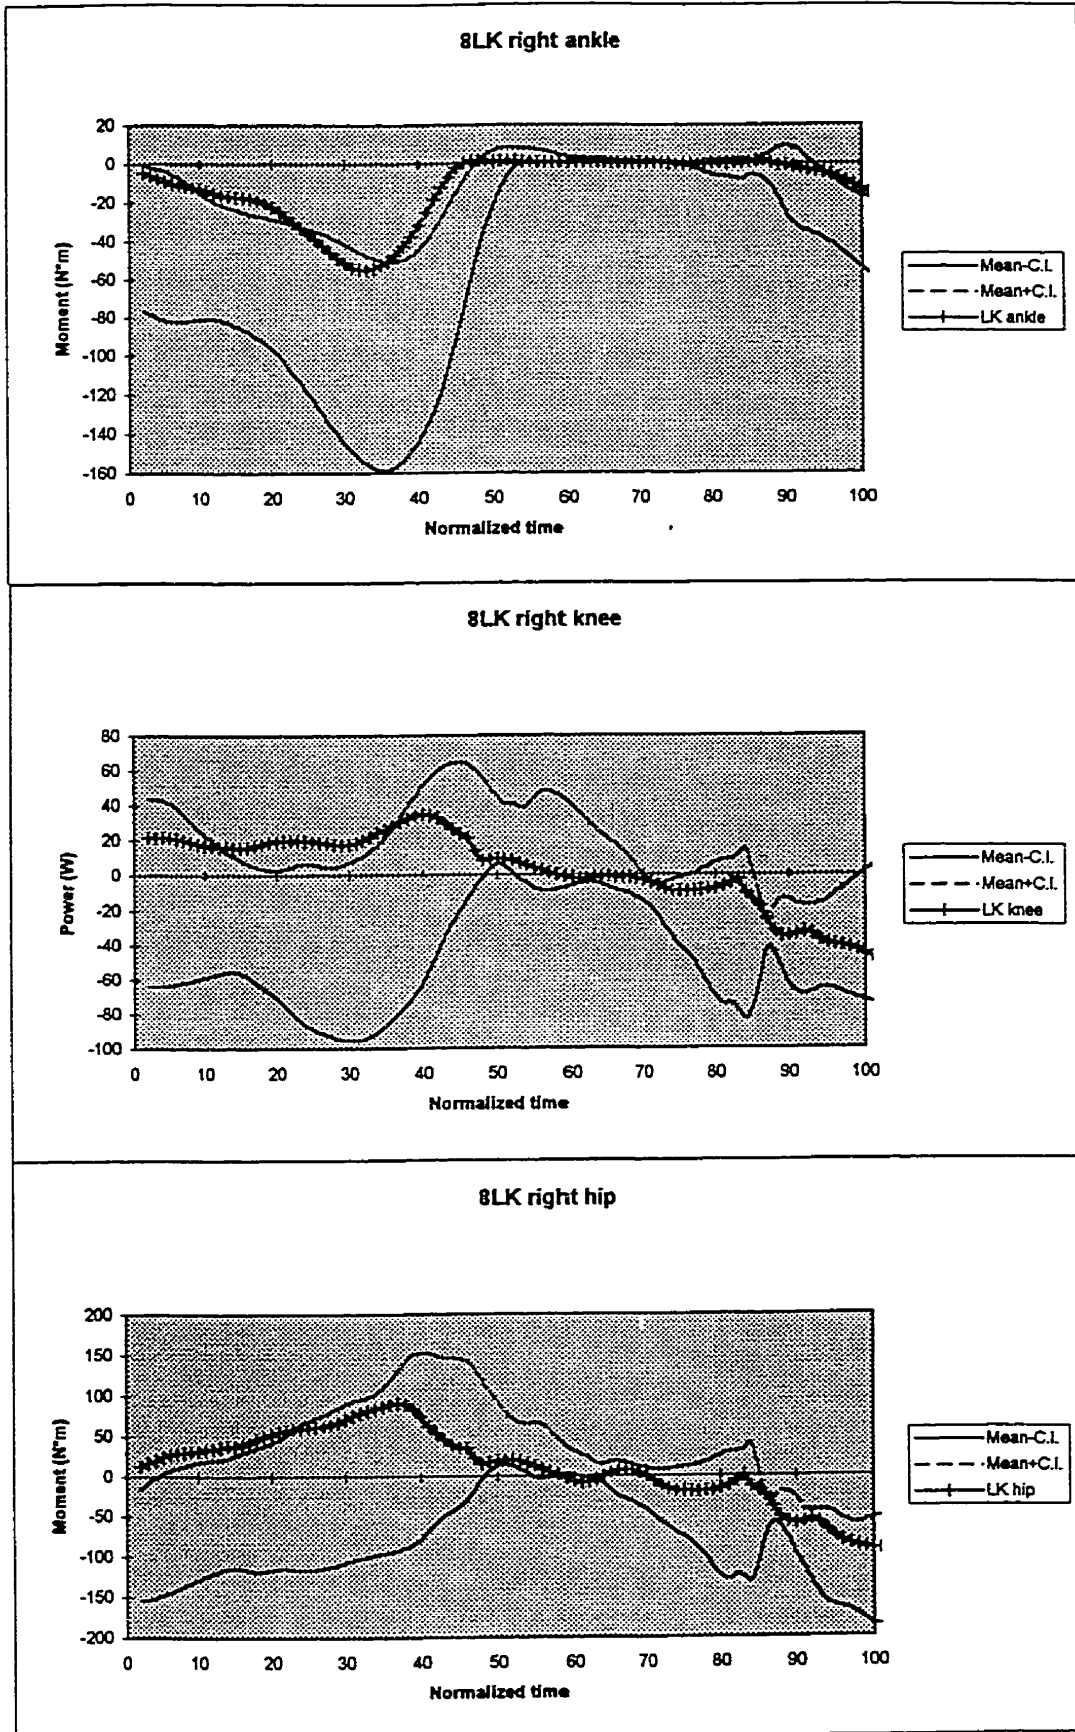 8LK right ankle
20
0
-20
-40
-60
-80
-100
-120
-140
-160
Moment (N*m)
0 10 20 30 40 50 60 70 80 90 100
Normalized time
Mean-C.I.
Mean+C.I.
LK ankle
8LK right knee
80
60
40
20
0
-20
-40
-60
-80
-100
Power (W)
0 10 20 30 40 50 60 70 80 90 100
Normalized time
Mean-C.I.
Mean+C.I.
LK knee
8LK right hip
200
150
100
50
0
-50
-100
-150
-200
Moment (N*m)
0 10 20 30 40 50 60 70 80 90 100
Normalized time
Mean-C.I.
Mean+C.I.
LK hip